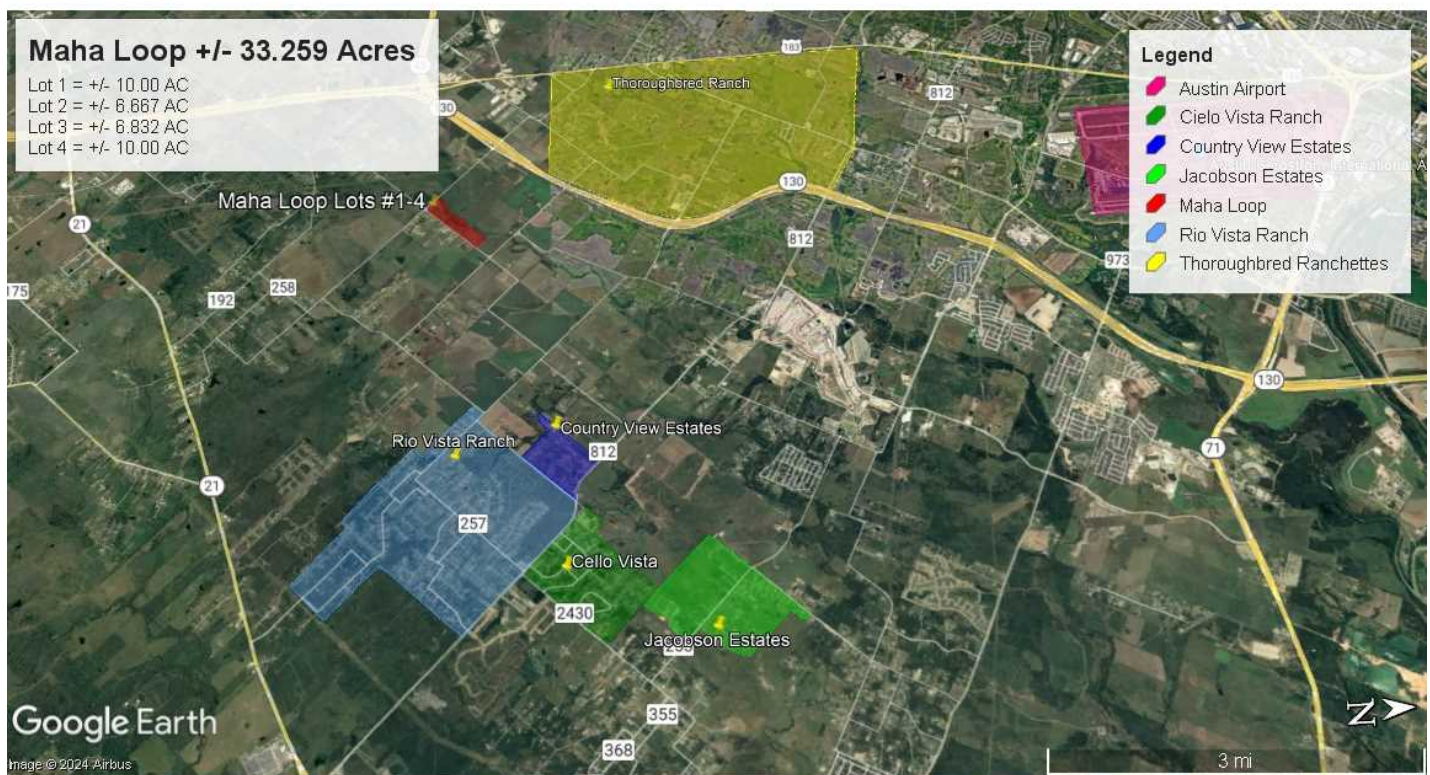 Maha Loop +/- 33.259 Acres
Lot 1 = +/- 10.00 AC
Lot 2 = +/- 6.667 AC
Lot 3 = +/- 6.832 AC
Lot 4 = +/- 10.00 AC
Legend
Austin Airport
Cielo Vista Ranch
Country View Estates
Jacobson Estates
Maha Loop
Rio Vista Ranch
Thoroughbred Ranchettes
183
Thoroughbred Ranch
812
130
130
Maha Loop Lots #1-4
21
812
973
175
192
258
130
Country View Estates
Rio Vista Ranch
812
71
21
257
Cello Vista
2430
Jacobson Estates
355
368
N
Google Earth
Image © 2024 Airbus
3 mi